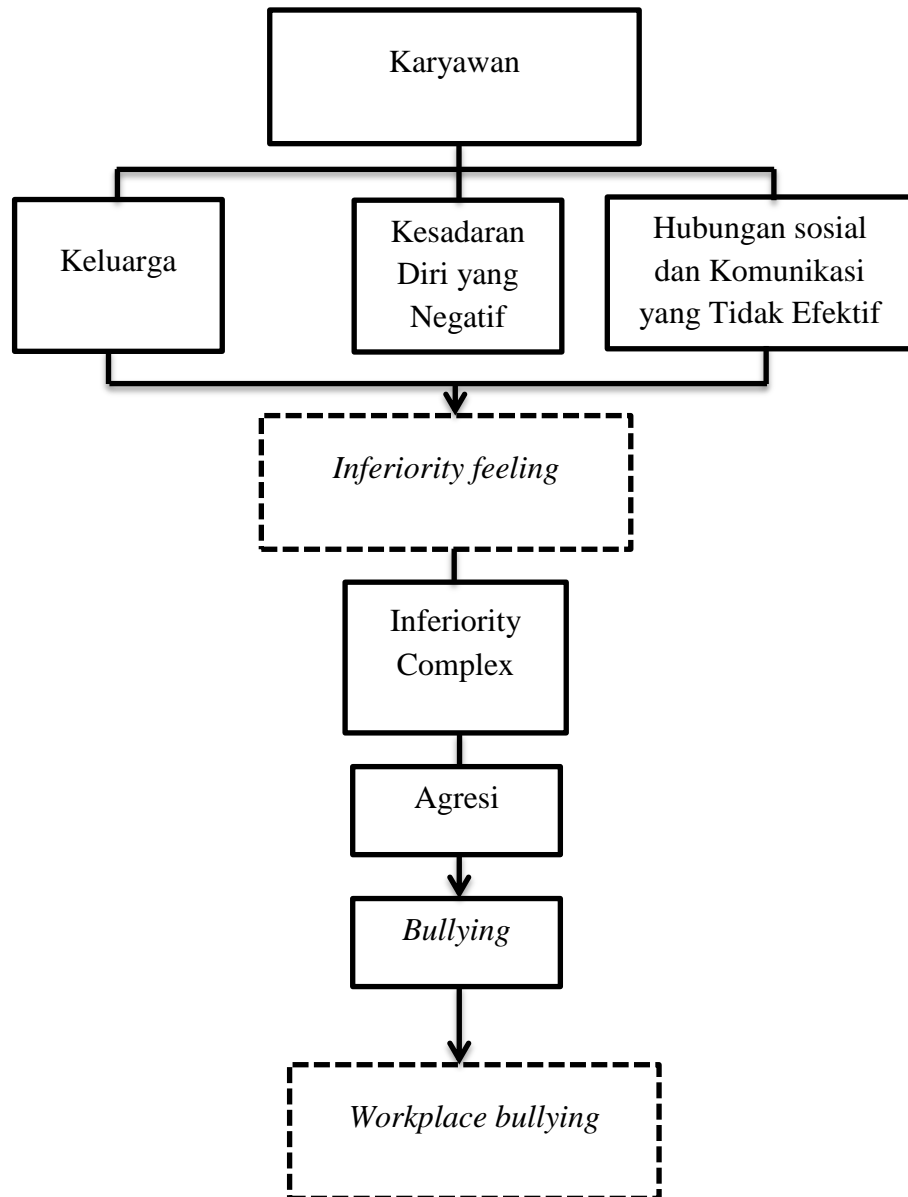 Karyawan
Keluarga
Kesadaran
Diri yang
Negatif
Hubungan sosial
dan Komunikasi
yang Tidak Efektif
Inferiority feeling
Inferiority
Complex
Agresi
Bullying
Workplace bullying